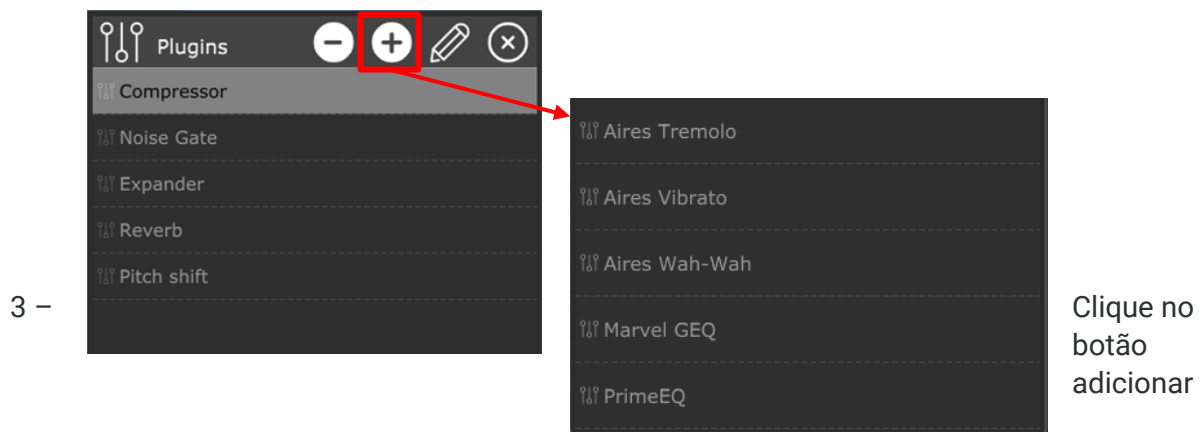 Plugins
Compressor
Noise Gate
Expander
Reverb
Pitch shift
Aires Tremolo
Aires Vibrato
Aires Wah-Wah
Marvel GEQ
PrimeEQ
3 –
Clique no
botão
adicionar